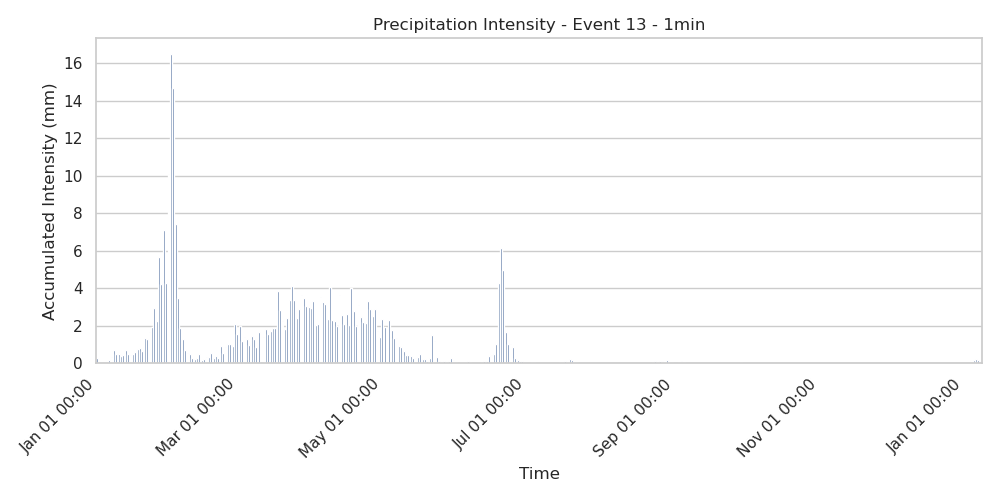 Precipitation Intensity - Event 13 - 1min
Accumulated Intensity (mm)
16
14
12
10
8
6
4
2
0
Jan 01 00:00
Mar 01 00:00
May 01 00:00
Jul 01 00:00
Sep 01 00:00
Nov 01 00:00
Jan 01 00:00
Time